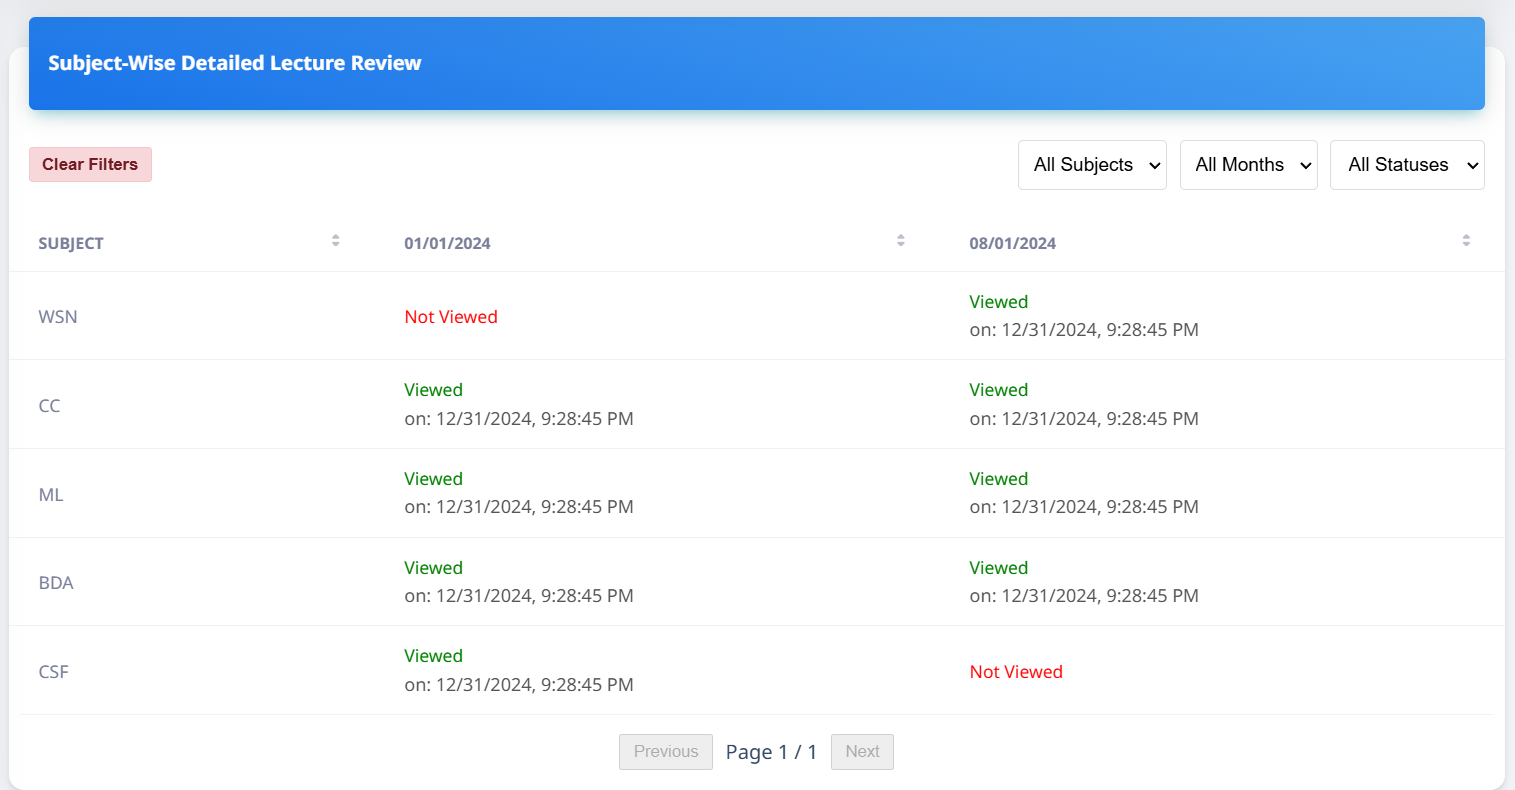 Subject-Wise Detailed Lecture Review
Clear Filters
All Subjects
All Months
All Statuses
SUBJECT 01/01/2024 08/01/2024
WSN Not Viewed Viewed
on: 12/31/2024, 9:28:45 PM
CC Viewed Viewed
on: 12/31/2024, 9:28:45 PM on: 12/31/2024, 9:28:45 PM
ML Viewed Viewed
on: 12/31/2024, 9:28:45 PM on: 12/31/2024, 9:28:45 PM
BDA Viewed Viewed
on: 12/31/2024, 9:28:45 PM on: 12/31/2024, 9:28:45 PM
CSF Viewed Not Viewed
on: 12/31/2024, 9:28:45 PM
Previous Page 1 / 1 Next